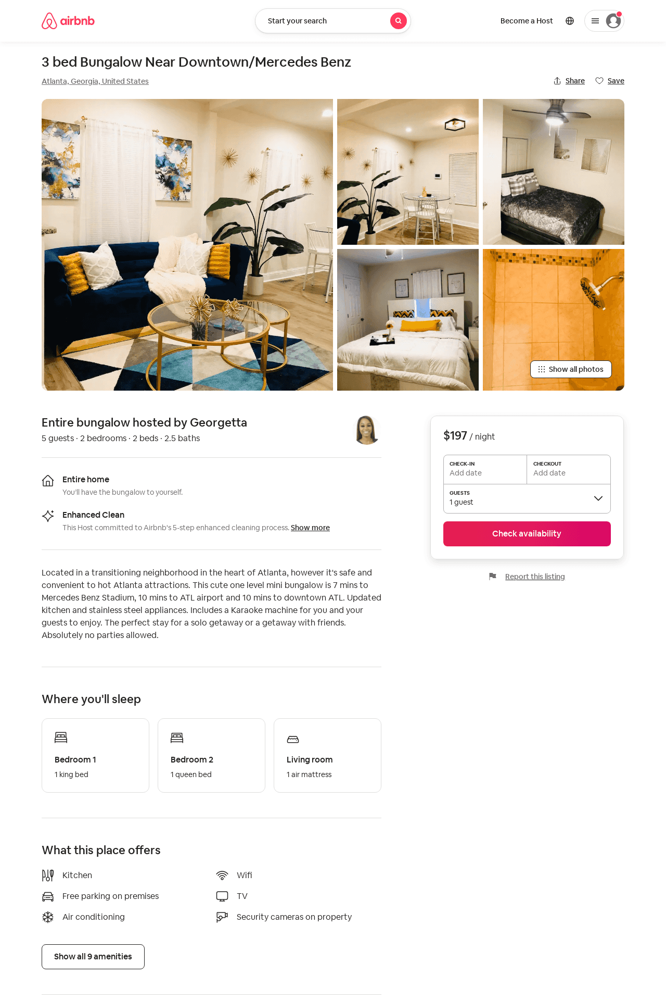 airbnb
Start your search
Become a Host
3 bed Bungalow Near Downtown/Mercedes Benz
Atlanta, Georgia, United States
Share
Save
Show all photos
Entire bungalow hosted by Georgetta
5 guests · 2 bedrooms · 2 beds · 2.5 baths
Entire home
You'll have the bungalow to yourself.
Enhanced Clean
This Host committed to Airbnb's 5-step enhanced cleaning process. Show more
$197 / night
CHECK-IN
Add date
CHECKOUT
Add date
GUESTS
1 guest
Check availability
Report this listing
Located in a transitioning neighborhood in the heart of Atlanta, however it's safe and
convenient to hot Atlanta attractions. This cute one level mini bungalow is 7 mins to
Mercedes Benz Stadium, 10 mins to ATL airport and 10 mins to downtown ATL. Updated
kitchen and stainless steel appliances. Includes a Karaoke machine for you and your
guests to enjoy. The perfect stay for a solo getaway or a getaway with friends.
Absolutely no parties allowed.
Where you'll sleep
Bedroom 1
1 king bed
Bedroom 2
1 queen bed
Living room
1 air mattress
What this place offers
Kitchen
Wifi
Free parking on premises
TV
Air conditioning
Security cameras on property
Show all 9 amenities